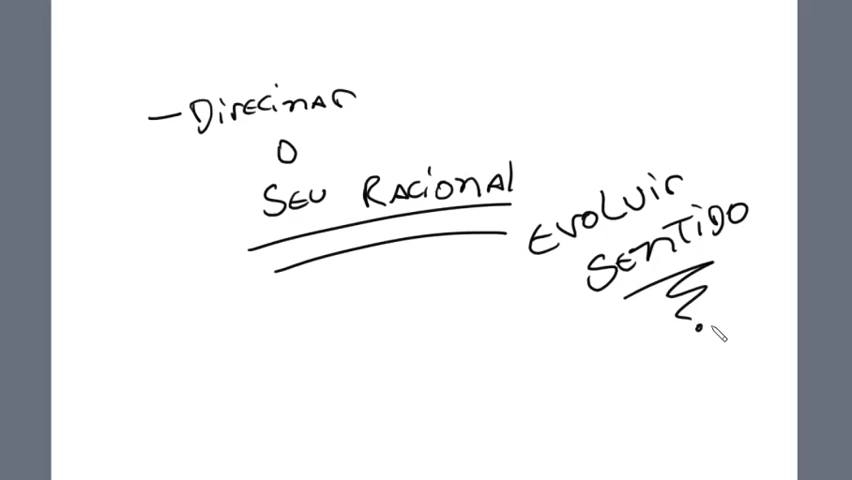 - Direcinar
O
Seu Racional
Evoluir
Sentido